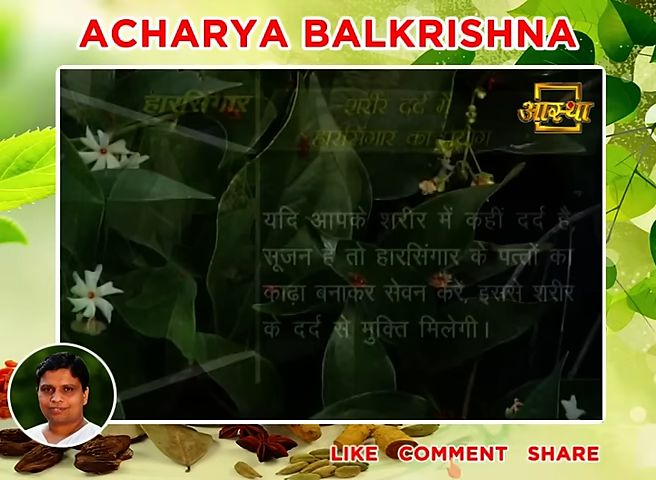 ACHARYA BALKRISHNA
हारसिंगार
शरीर दर्द में
हारसिंगार का प्रयोग
आस्था
यदि आपके शरीर में कहीं दर्द है,
सूजन है तो हारसिंगार के पत्तों का
काढ़ा बनाकर सेवन करें, इससे शरीर
के दर्द से मुक्ति मिलेगी।
LIKE COMMENT SHARE